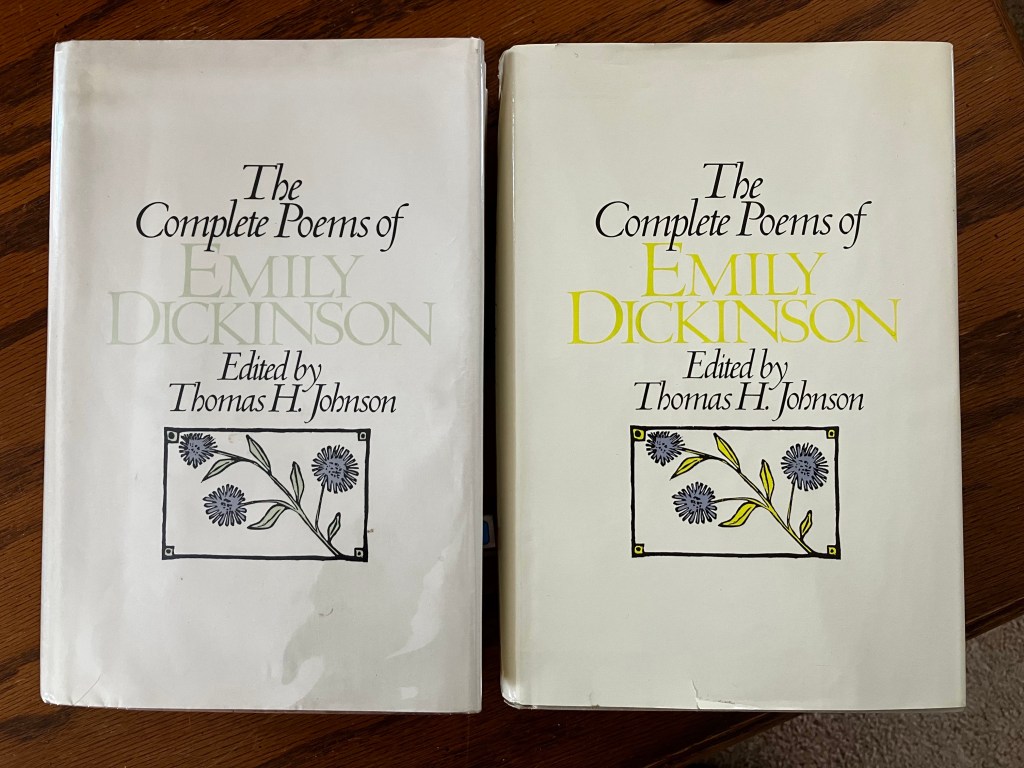 The
Complete Poems of
EMILY
DICKINSON
Edited by
Thomas H. Johnson
The
Complete Poems of
EMILY
DICKINSON
Edited by
Thomas H. Johnson